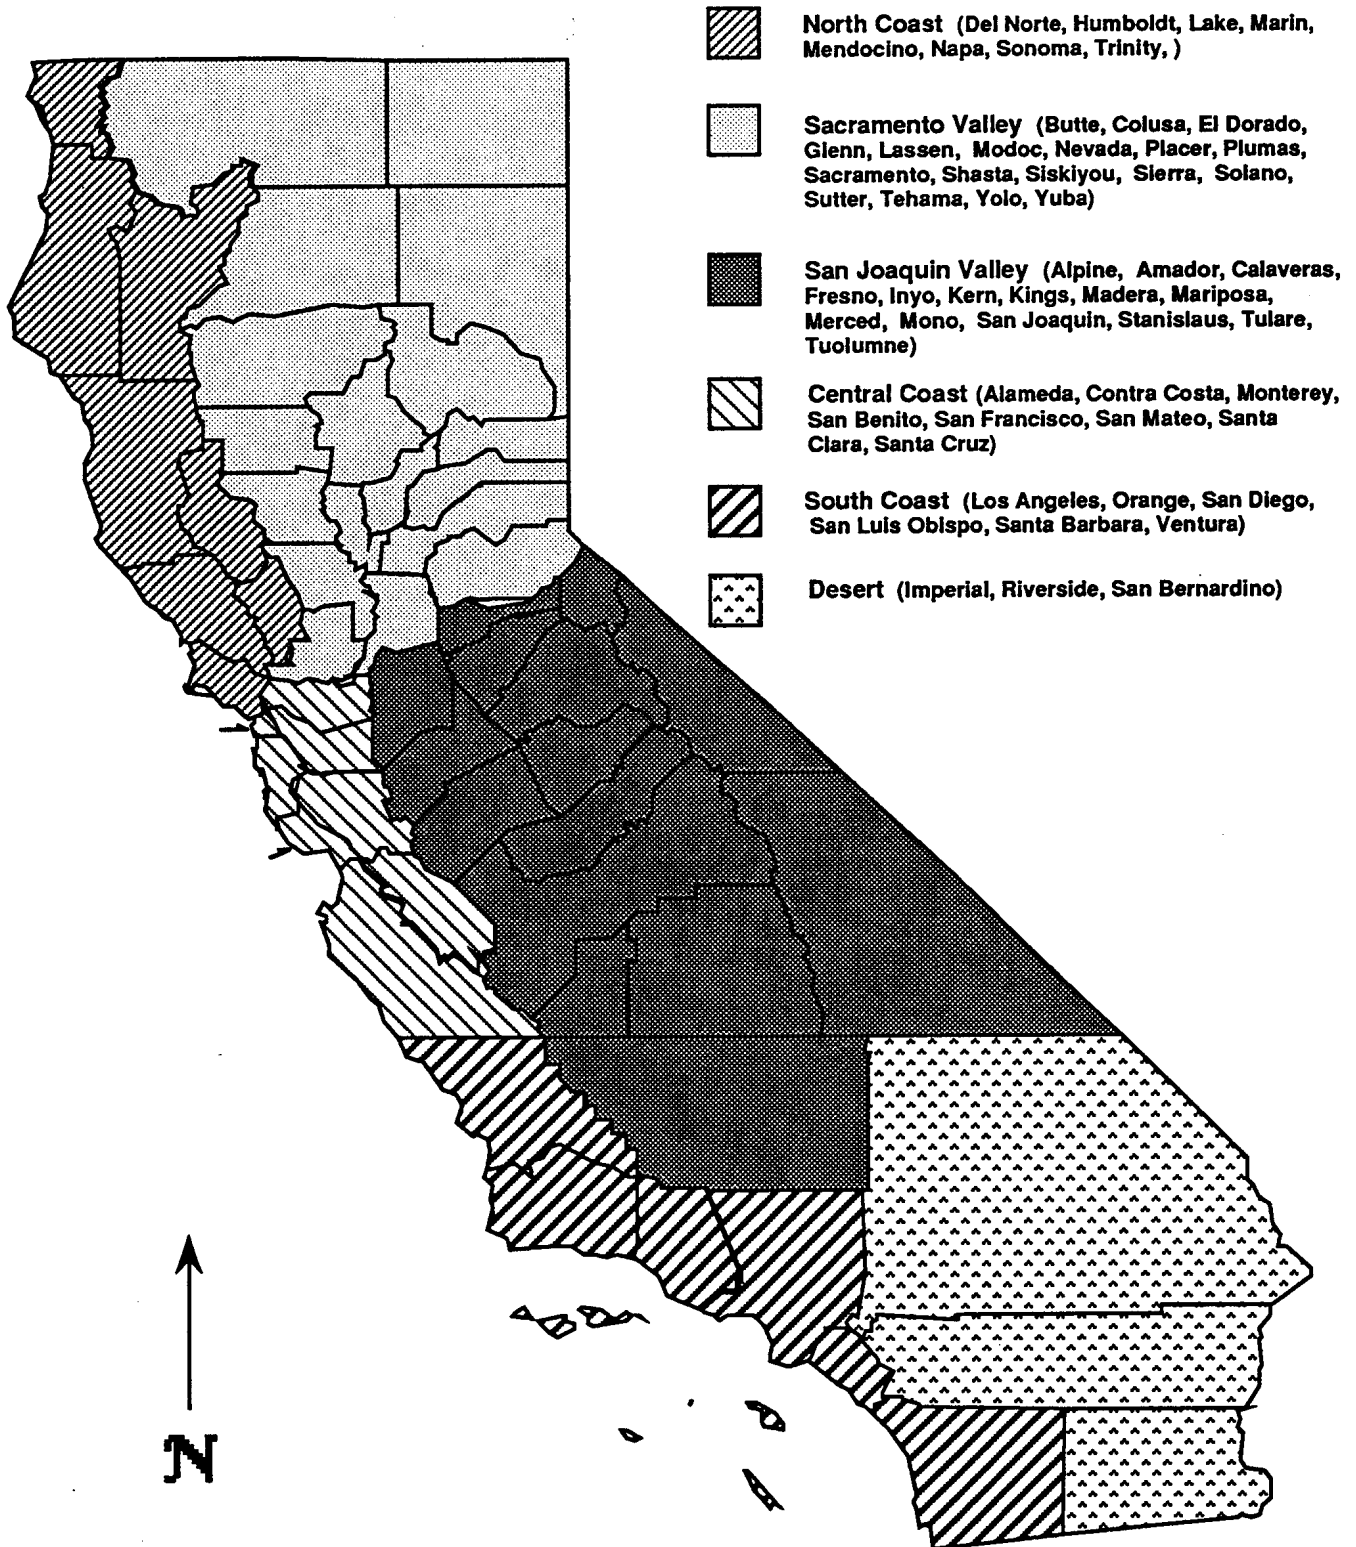 North Coast (Del Norte, Humboldt, Lake, Marin,
Mendocino, Napa, Sonoma, Trinity, )
Sacramento Valley (Butte, Colusa, El Dorado,
Glenn, Lassen, Modoc, Nevada, Placer, Plumas,
Sacramento, Shasta, Siskiyou, Sierra, Solano,
Sutter, Tehama, Yolo, Yuba)
San Joaquin Valley (Alpine, Amador, Calaveras,
Fresno, Inyo, Kern, Kings, Madera, Mariposa,
Merced, Mono, San Joaquin, Stanislaus, Tulare,
Tuolumne)
Central Coast (Alameda, Contra Costa, Monterey,
San Benito, San Francisco, San Mateo, Santa
Clara, Santa Cruz)
South Coast (Los Angeles, Orange, San Diego,
San Luis Obispo, Santa Barbara, Ventura)
Desert (Imperial, Riverside, San Bernardino)
N